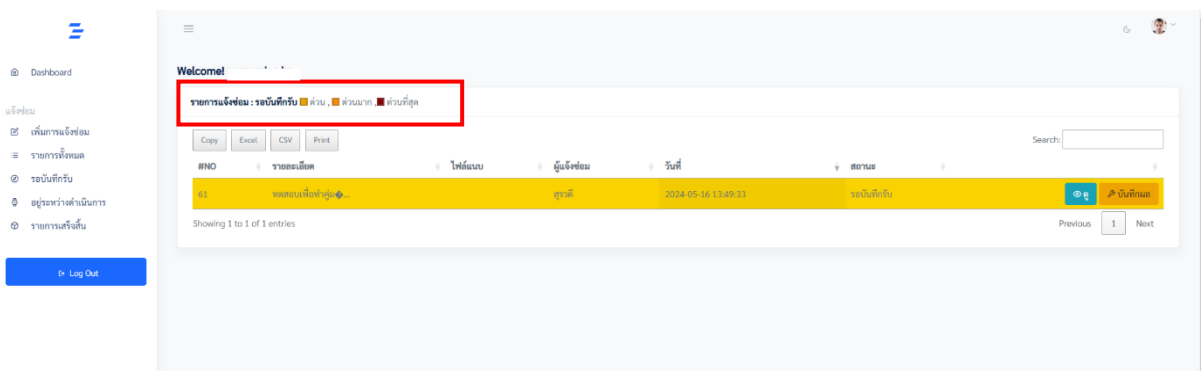 Dashboard
แจ้งซ่อม
เพิ่มการแจ้งซ่อม
รายการทั้งหมด
รอบันทึกรับ
อยู่ระหว่างดำเนินการ
รายการเสร็จสิ้น
Log Out
Welcome!
รายการแจ้งซ่อม : รอบันทึกรับ ด่วน , ด่วนมาก , ด่วนที่สุด
Copy Excel CSV Print Search:
#NO รายละเอียด ไฟล์แนบ ผู้แจ้งซ่อม วันที่ สถานะ
61 ทดสอบเพื่อทำคู่ม�... สุรวดี 2024-05-16 13:49:33 รอบันทึกรับ ดู บันทึกผล
Showing 1 to 1 of 1 entries Previous 1 Next